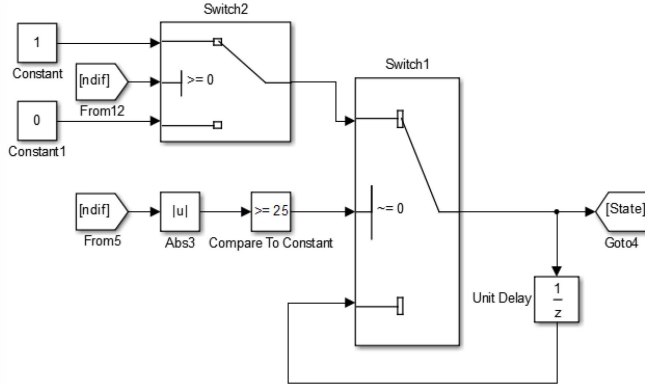 Switch2
1
Constant
[ndif]
From12
>= 0
0
Constant1
Switch1
[ndif]
From5
|u|
Abs3
>= 25
Compare To Constant
~= 0
[State]
Goto4
Unit Delay
1
z